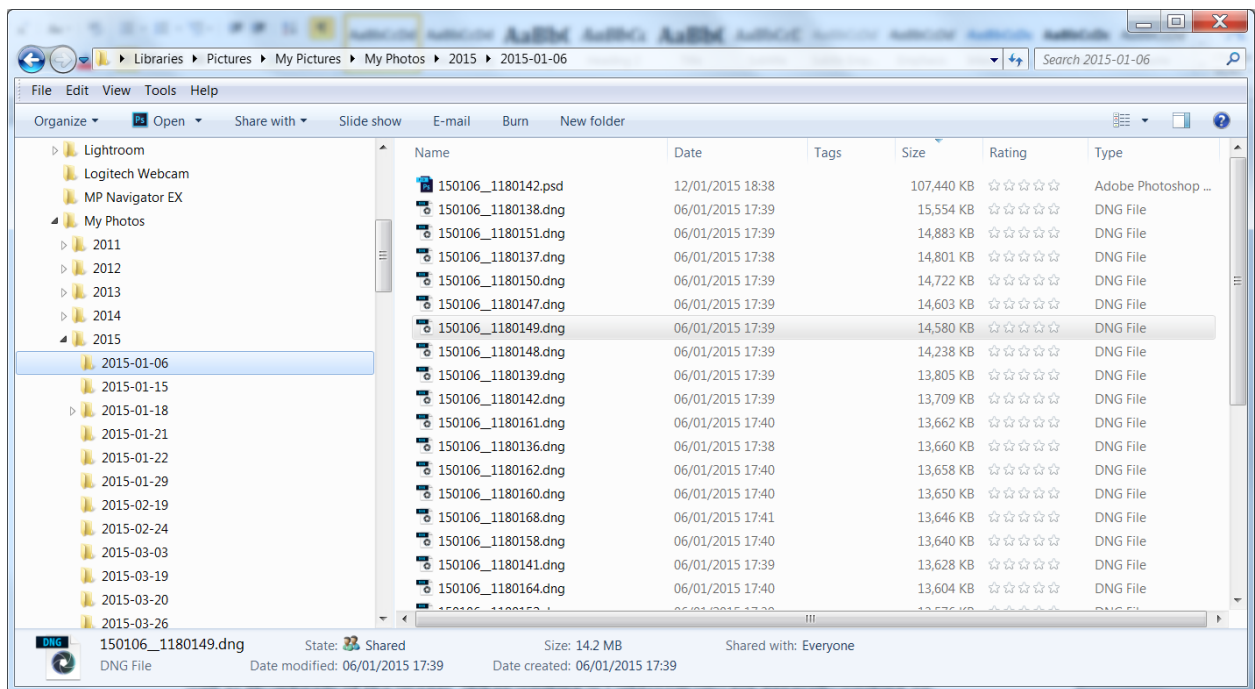 Libraries Pictures My Pictures My Photos 2015 2015-01-06 Search 2015-01-06
File Edit View Tools Help
Organize Ps Open Share with Slide show E-mail Burn New folder
Lightroom
Logitech Webcam
MP Navigator EX
My Photos
2011
2012
2013
2014
2015
2015-01-06
2015-01-15
2015-01-18
2015-01-21
2015-01-22
2015-01-29
2015-02-19
2015-02-24
2015-03-03
2015-03-19
2015-03-20
2015-03-26
Name Date Tags Size Rating Type
150106__1180142.psd 12/01/2015 18:38 107,440 KB Adobe Photoshop ...
150106__1180138.dng 06/01/2015 17:39 15,554 KB DNG File
150106__1180151.dng 06/01/2015 17:39 14,883 KB DNG File
150106__1180137.dng 06/01/2015 17:38 14,801 KB DNG File
150106__1180150.dng 06/01/2015 17:39 14,722 KB DNG File
150106__1180147.dng 06/01/2015 17:39 14,603 KB DNG File
150106__1180149.dng 06/01/2015 17:39 14,580 KB DNG File
150106__1180148.dng 06/01/2015 17:39 14,238 KB DNG File
150106__1180139.dng 06/01/2015 17:39 13,805 KB DNG File
150106__1180142.dng 06/01/2015 17:39 13,709 KB DNG File
150106__1180161.dng 06/01/2015 17:40 13,662 KB DNG File
150106__1180136.dng 06/01/2015 17:38 13,660 KB DNG File
150106__1180162.dng 06/01/2015 17:40 13,658 KB DNG File
150106__1180160.dng 06/01/2015 17:40 13,650 KB DNG File
150106__1180168.dng 06/01/2015 17:41 13,646 KB DNG File
150106__1180158.dng 06/01/2015 17:40 13,640 KB DNG File
150106__1180141.dng 06/01/2015 17:39 13,628 KB DNG File
150106__1180164.dng 06/01/2015 17:40 13,604 KB DNG File
DNG 150106__1180149.dng State: Shared Size: 14.2 MB Shared with: Everyone
DNG File Date modified: 06/01/2015 17:39 Date created: 06/01/2015 17:39